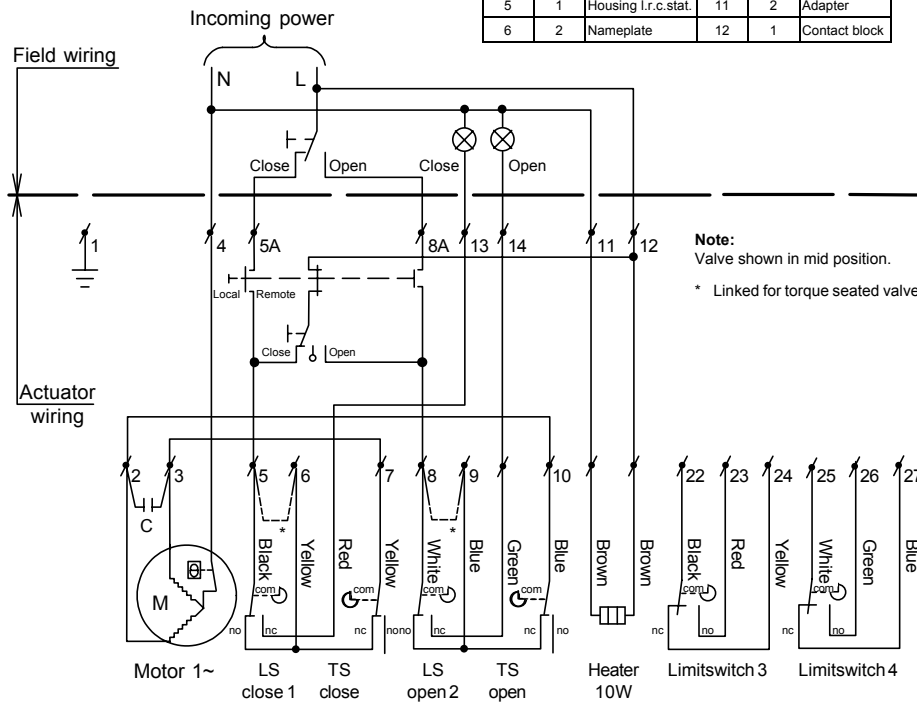 5 1 Housing l.r.c.stat. 11 2 Adapter
6 2 Nameplate 12 1 Contact block
Incoming power
Field wiring
N L
Close Open Close Open
1 4 5A 8A 13 14 11 12
Note:
Valve shown in mid position.
* Linked for torque seated valve
Local Remote
Close Open
Actuator
wiring
2 3 5 6 7 8 9 10 22 23 24 25 26 27
C * *
Black Yellow Red Yellow White Blue Green Blue Brown Brown Black Red Yellow White Green Blue
M θ com com com com com com
no nc nc no no nc nc no nc no nc no
Motor 1~
LS
close 1
TS
close
LS
open 2
TS
open
Heater
10W
Limitswitch 3
Limitswitch 4